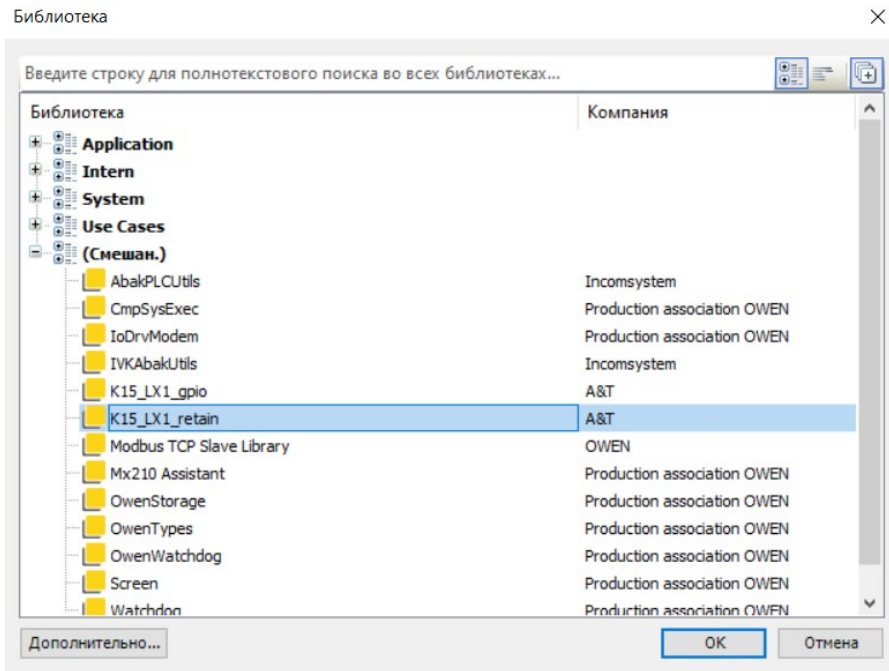 Библиотека
Введите строку для полнотекстового поиска во всех библиотеках...
Библиотека Компания
Application
Intern
System
Use Cases
(Смешан.)
AbakPLCUtils Incomsystem
CmpSysExec Production association OWEN
IoDrvModem Production association OWEN
IVKAbakUtils Incomsystem
K15_LX1_gpio A&T
K15_LX1_retain A&T
Modbus TCP Slave Library OWEN
Mx210 Assistant Production association OWEN
OwenStorage Production association OWEN
OwenTypes Production association OWEN
OwenWatchdog Production association OWEN
Screen Production association OWEN
Watchdog Production association OWEN
Дополнительно... OK Отмена